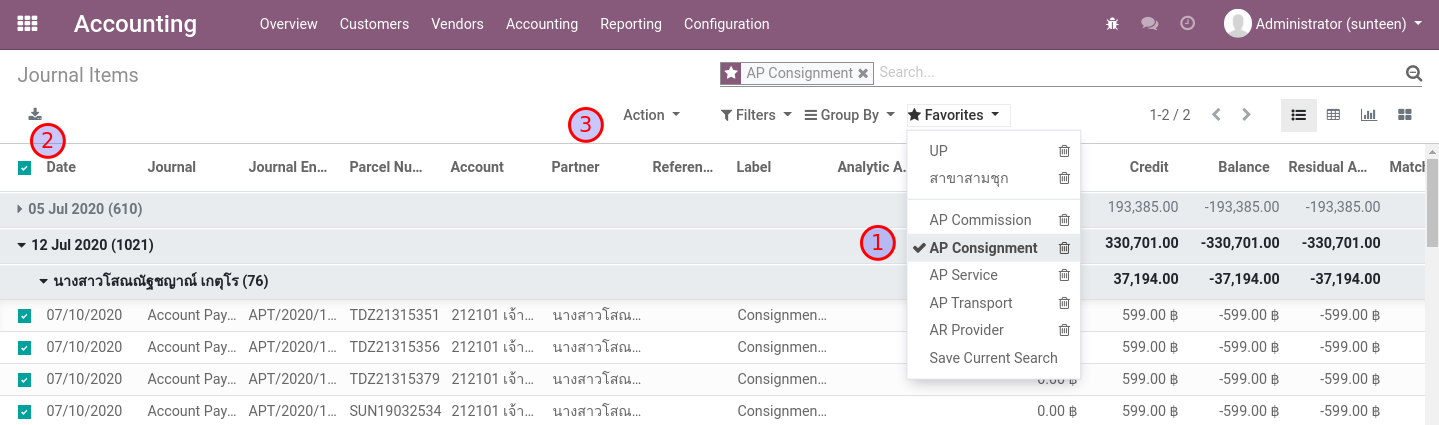 Accounting Overview Customers Vendors Accounting Reporting Configuration Administrator (sunteen)
Journal Items
AP Consignment Search...
Action Filters Group By Favorites 1-2 / 2
3
2
Date Journal Journal En... Parcel Nu... Account Partner Referen... Label Analytic A. Credit Balance Residual A... Match
UP
สาขาสามชุก
05 Jul 2020 (610) 193,385.00 -193,385.00 -193,385.00
AP Commission
1
12 Jul 2020 (1021) AP Consignment 330,701.00 -330,701.00 -330,701.00
นางสาวโสณณัฐชญาณ์ เกตุโร (76) AP Service 37,194.00 -37,194.00 -37,194.00
AP Transport
07/10/2020 Account Pay... APT/2020/1... TDZ21315351 212101 เจ้า... นางสาวโสณ... Consignmen... 599.00 ฿ -599.00 ฿ -599.00 ฿
AR Provider
07/10/2020 Account Pay... APT/2020/1... TDZ21315356 212101 เจ้า... นางสาวโสณ... Consignmen... 599.00 ฿ -599.00 ฿ -599.00 ฿
Save Current Search
07/10/2020 Account Pay... APT/2020/1... TDZ21315379 212101 เจ้า... นางสาวโสณ... Consignmen... 0.00 ฿ 599.00 ฿ -599.00 ฿ -599.00 ฿
07/10/2020 Account Pay... APT/2020/1... SUN19032534 212101 เจ้า... นางสาวโสณ... Consignmen... 0.00 ฿ 599.00 ฿ -599.00 ฿ -599.00 ฿